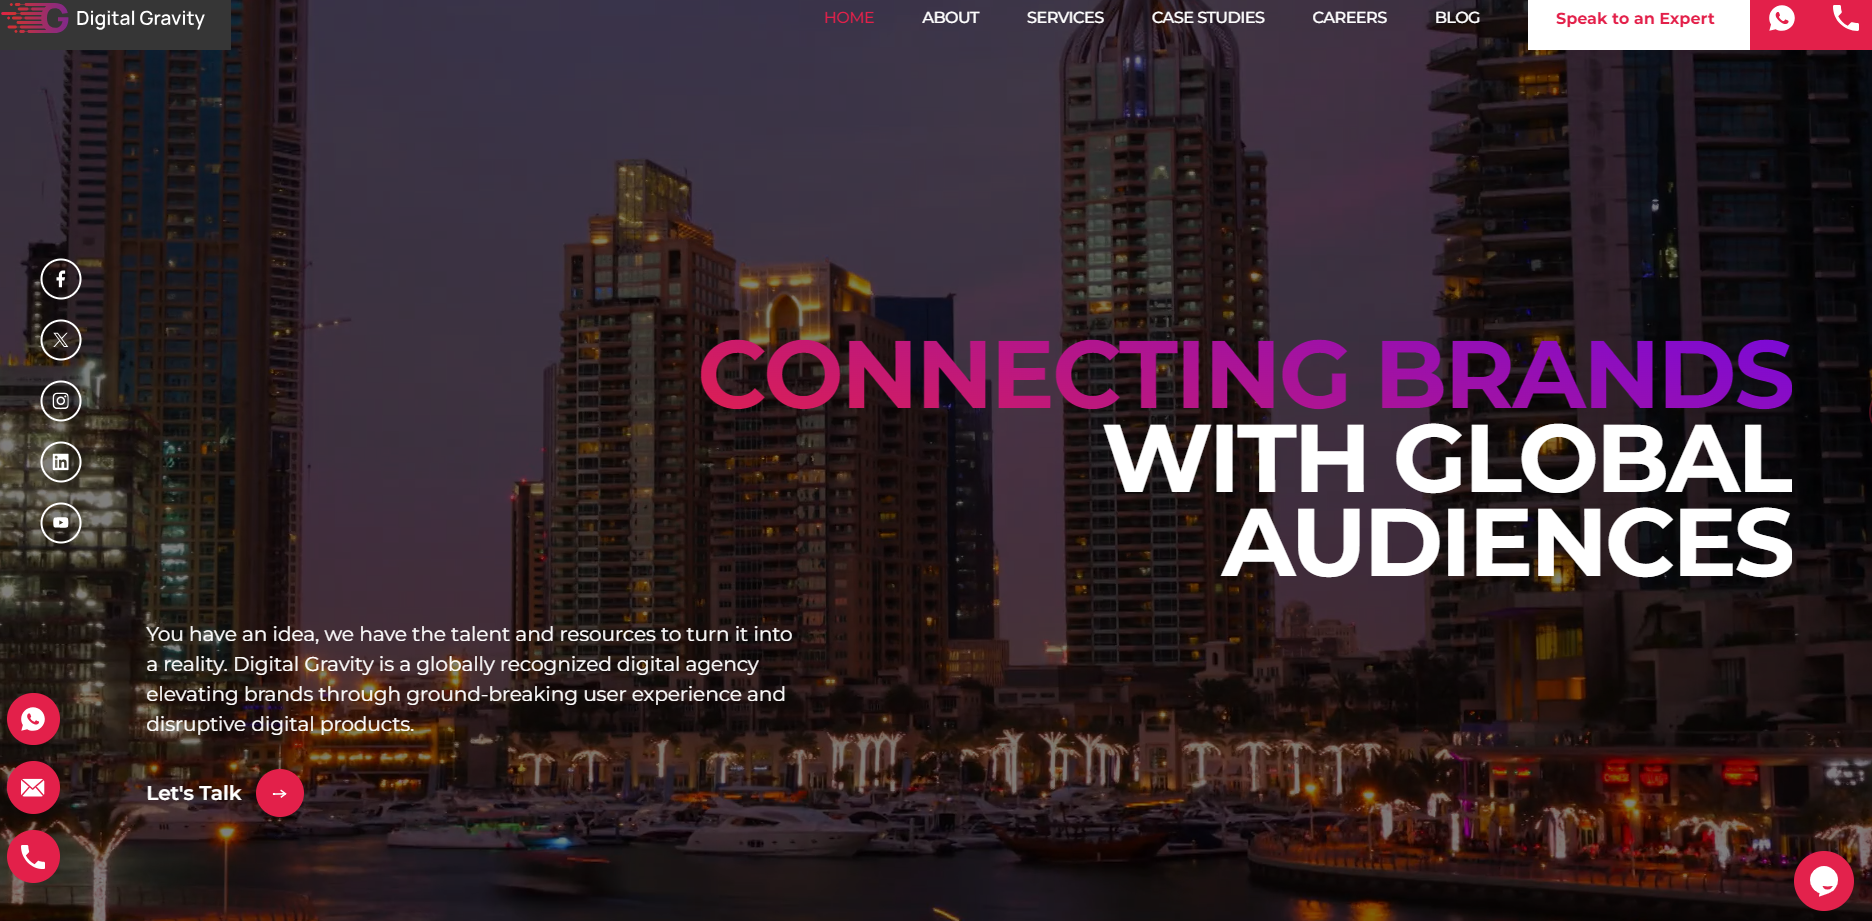 Digital Gravity
HOME ABOUT SERVICES CASE STUDIES CAREERS BLOG
Speak to an Expert
CONNECTING BRANDS
WITH GLOBAL
AUDIENCES
You have an idea, we have the talent and resources to turn it into
a reality. Digital Gravity is a globally recognized digital agency
elevating brands through ground-breaking user experience and
disruptive digital products.
Let's Talk